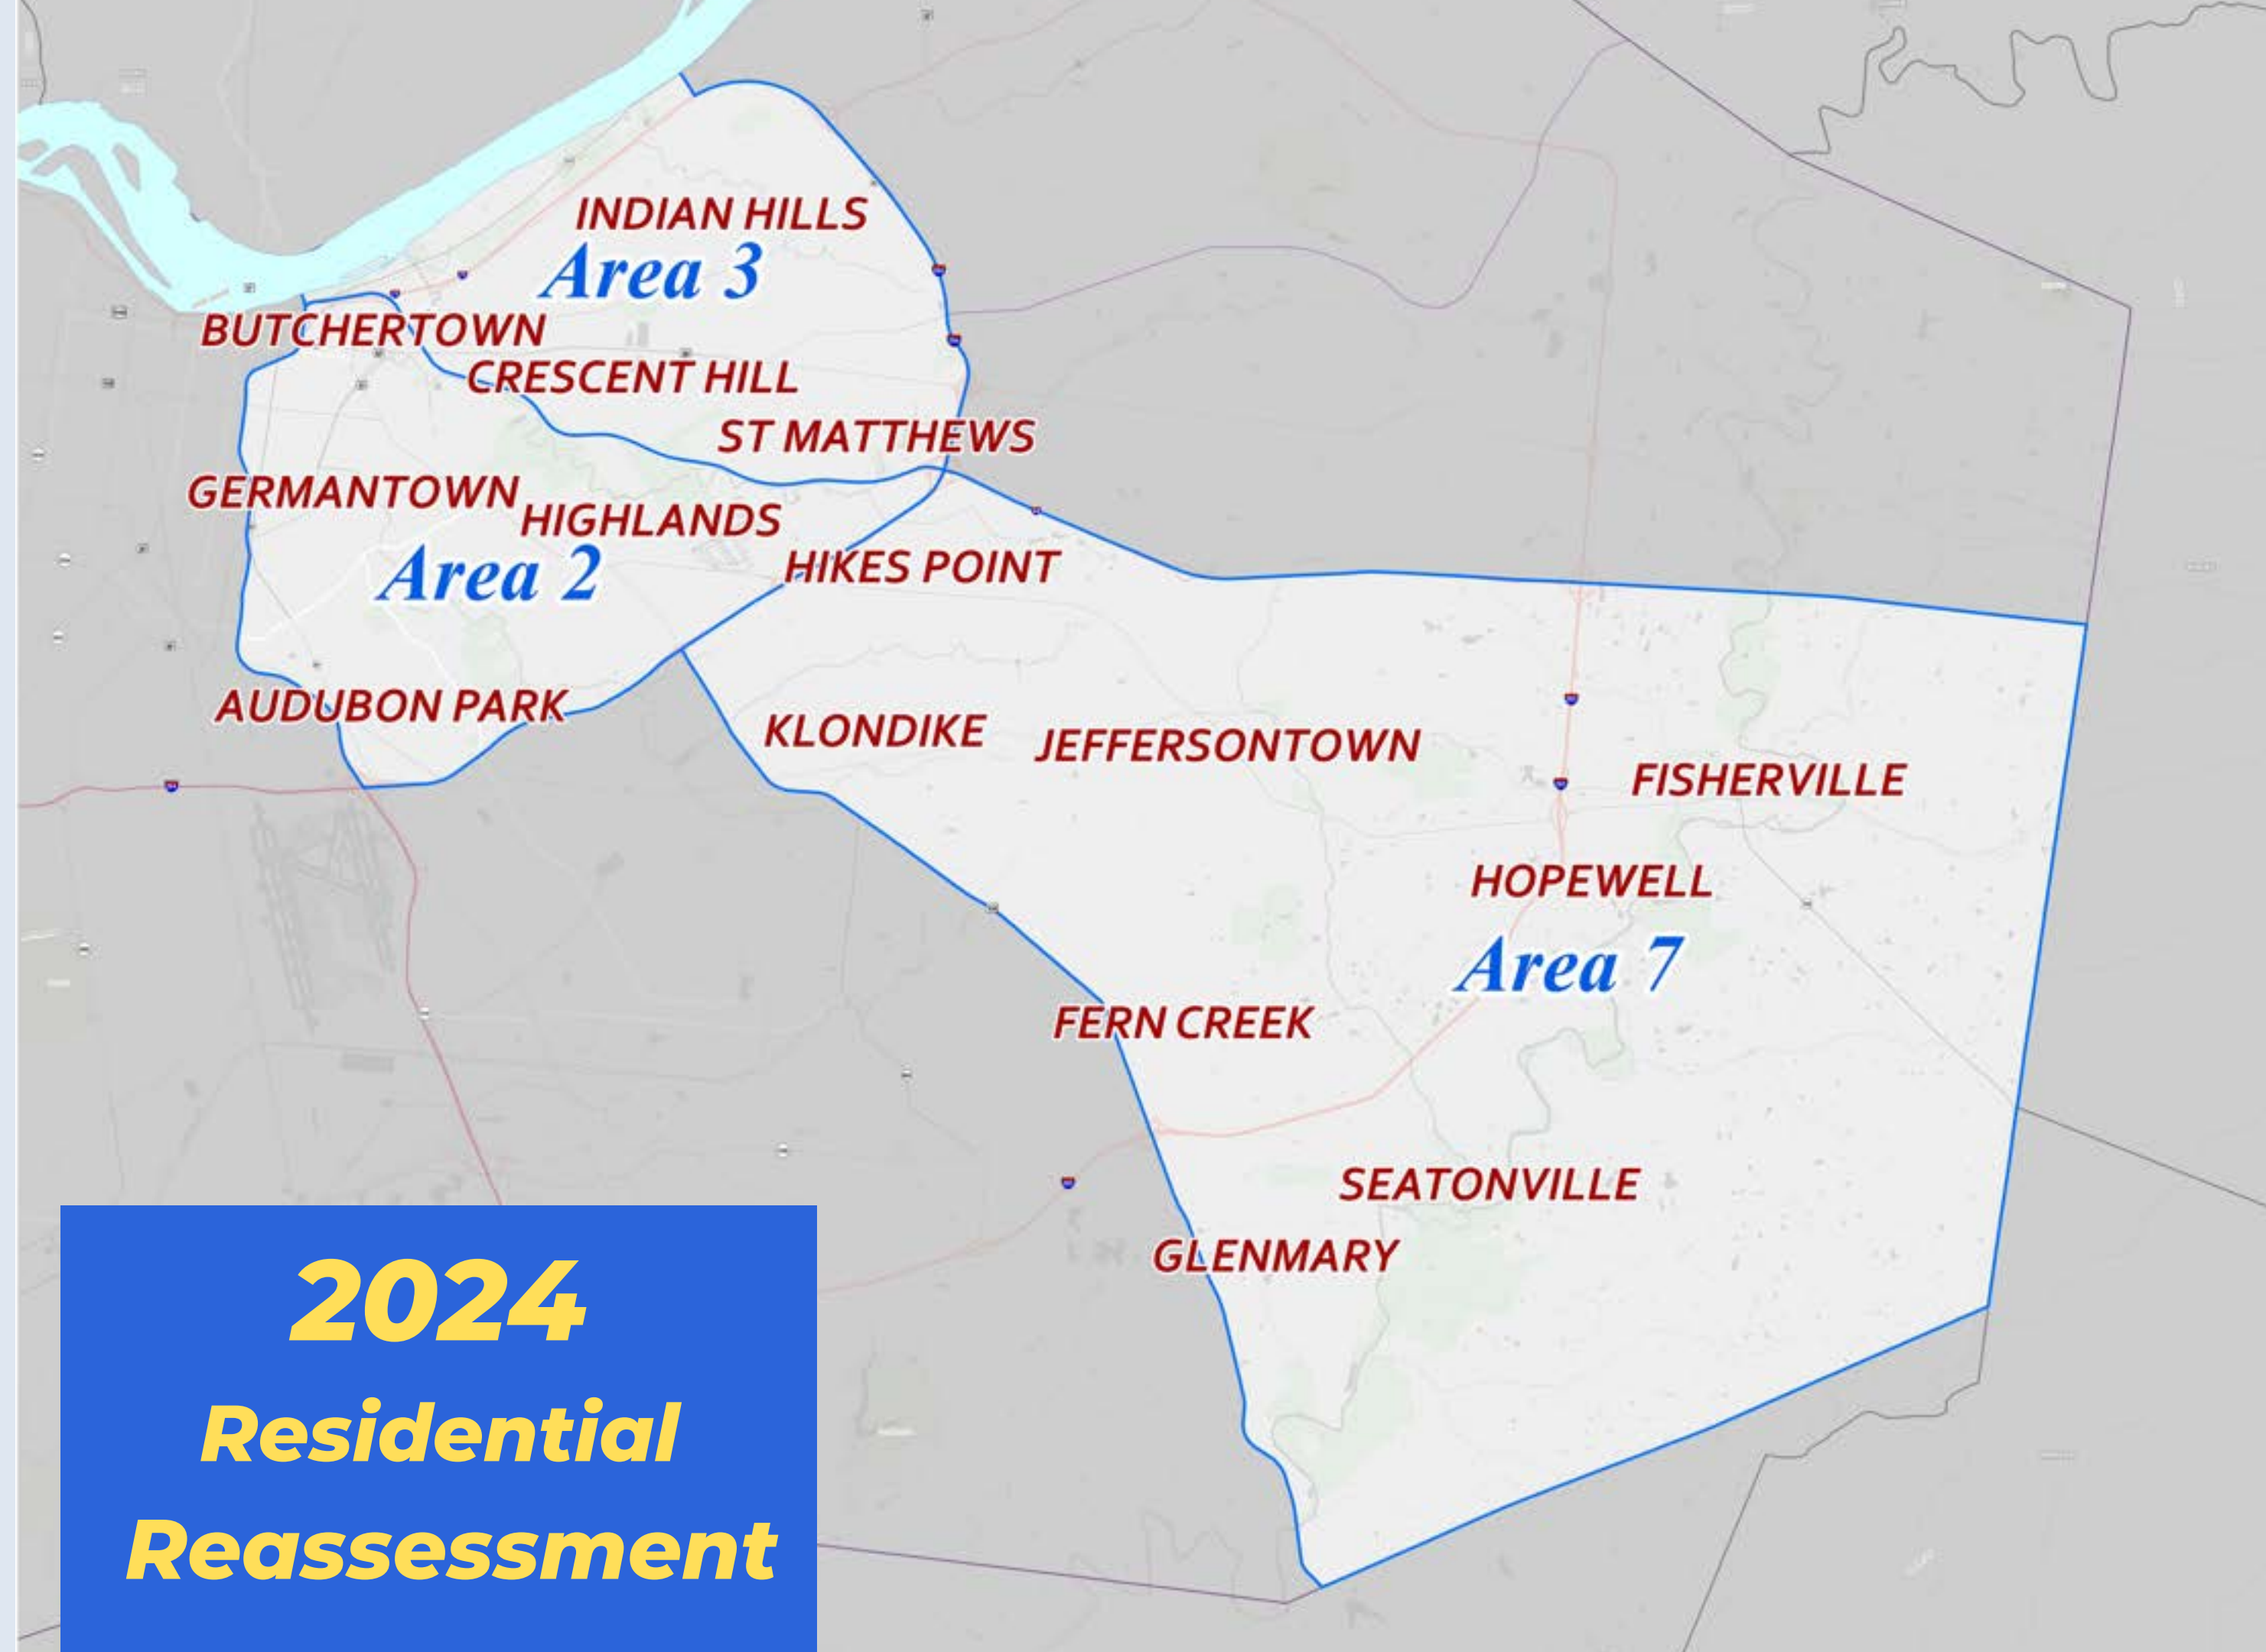 INDIAN HILLS
Area 3
BUTCHERTOWN
CRESCENT HILL
ST MATTHEWS
GERMANTOWN
HIGHLANDS
HIKES POINT
Area 2
AUDUBON PARK
KLONDIKE
JEFFERSONTOWN
FISHERVILLE
HOPEWELL
Area 7
FERN CREEK
SEATONVILLE
GLENMARY
2024
Residential
Reassessment